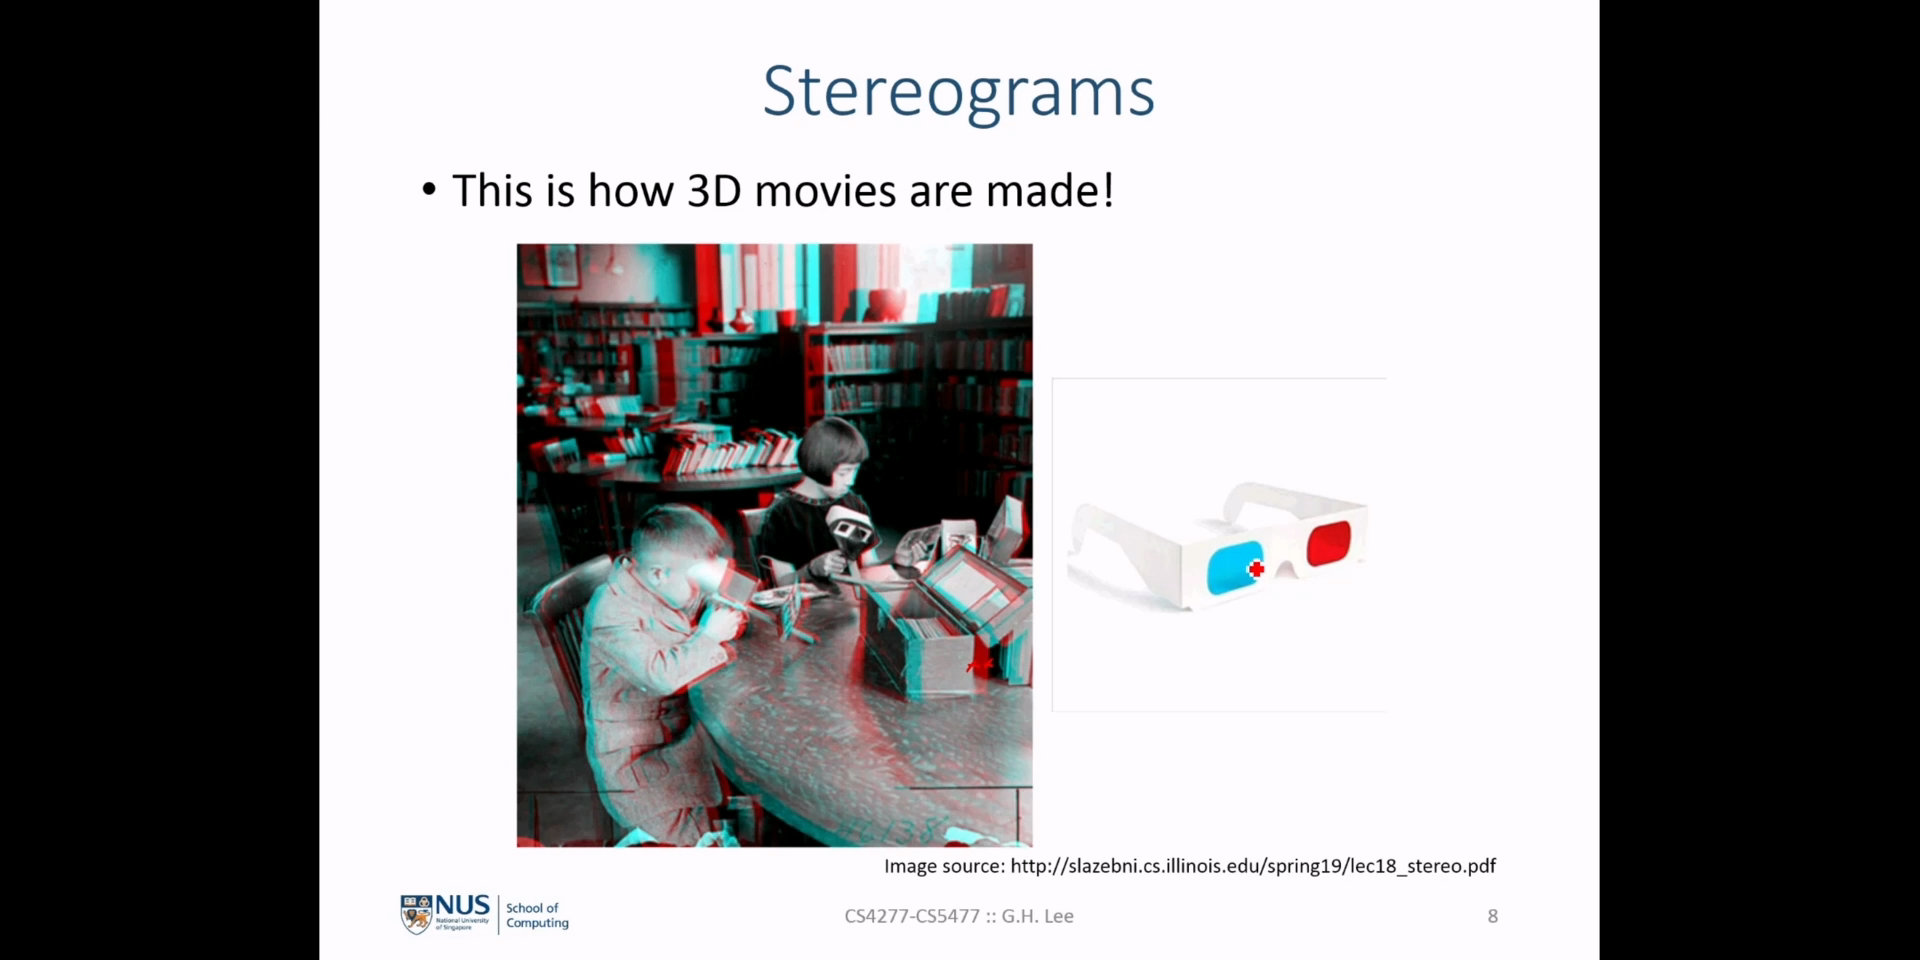 Stereograms
• This is how 3D movies are made!
Image source: http://slazebni.cs.illinois.edu/spring19/lec18_stereo.pdf
NUS
National University
of Singapore
School of
Computing
CS4277-CS5477 :: G.H. Lee
8